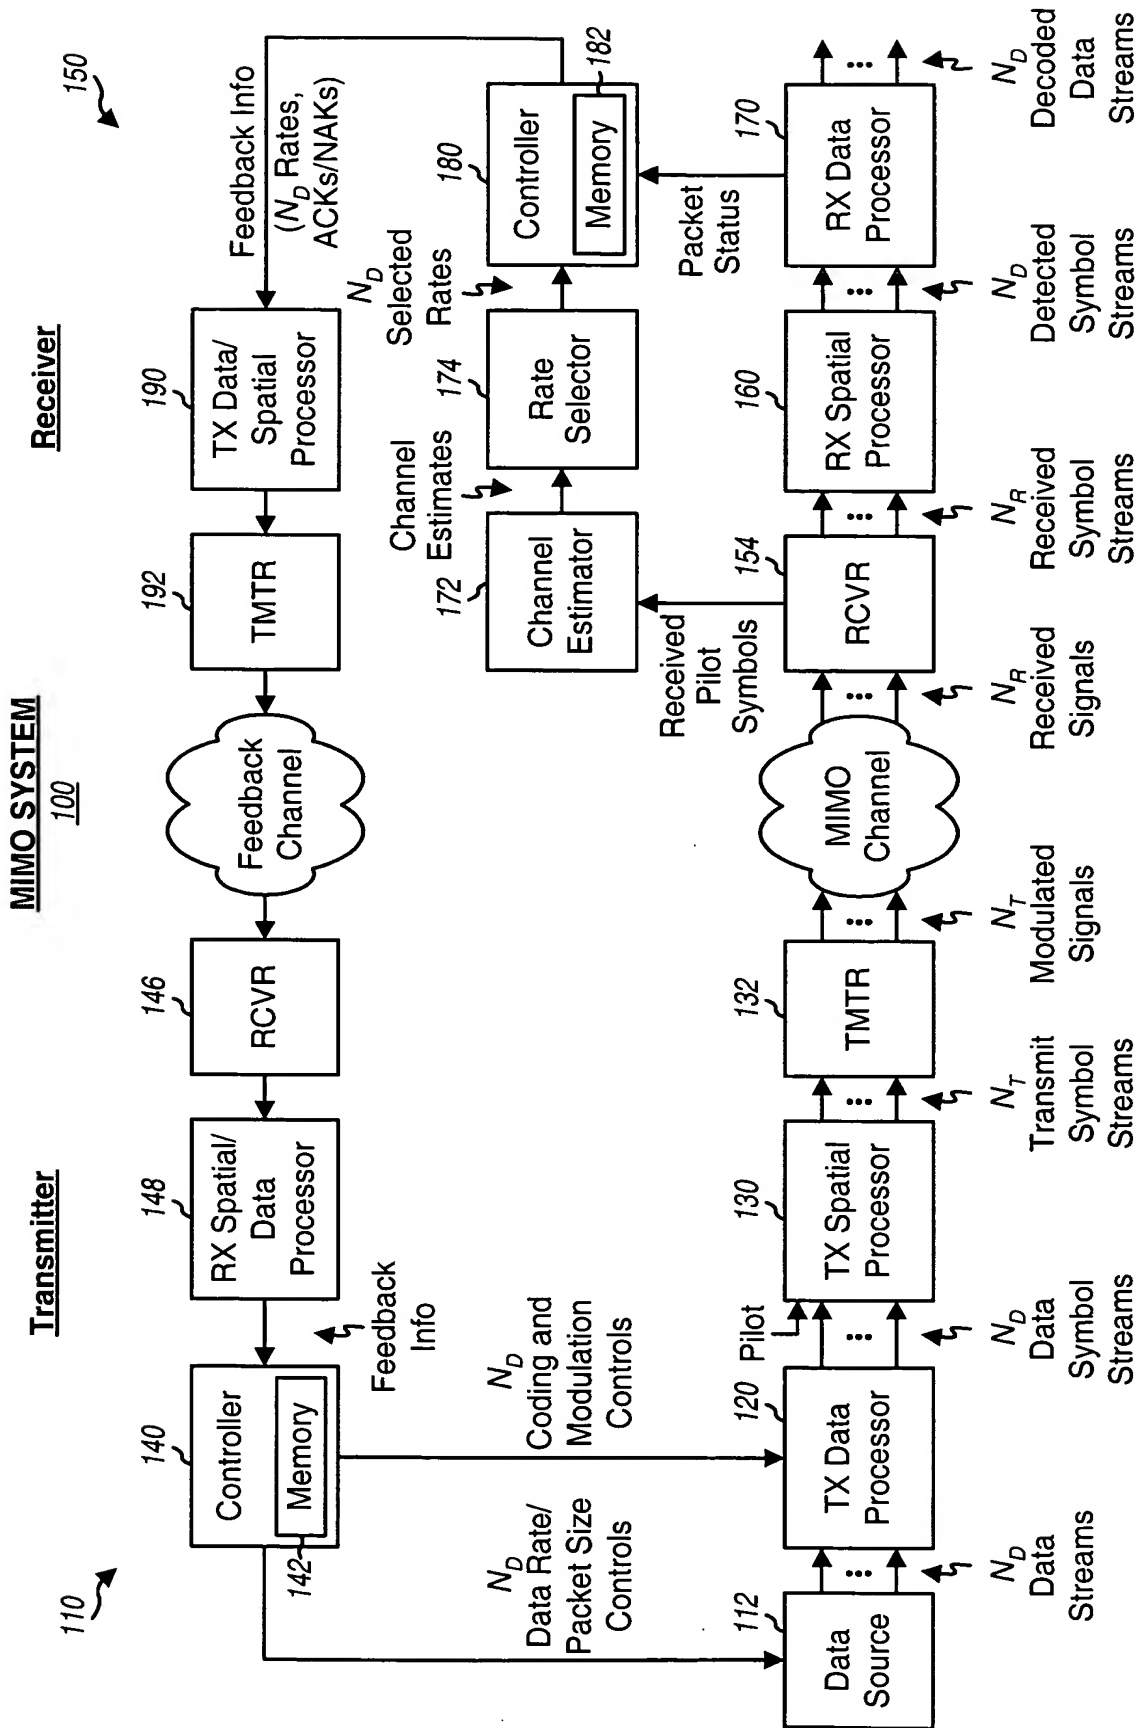 MIMO SYSTEM
100
Transmitter
Receiver
110
150
140
Controller
Memory
142
148
RX Spatial/
Data
Processor
Feedback
Info
146
RCVR
Feedback
Channel
192
TMTR
190
TX Data/
Spatial
Processor
Feedback Info
(N_D Rates,
ACKs/NAKs)
N_D
Data Rate/
Packet Size
Controls
N_D
Coding and
Modulation
Controls
172
Channel
Estimator
Channel
Estimates
174
Rate
Selector
N_D
Selected
Rates
180
Controller
Memory
182
Received
Pilot
Symbols
Packet
Status
112
Data
Source
120
TX Data
Processor
Pilot
130
TX Spatial
Processor
132
TMTR
MIMO
Channel
154
RCVR
160
RX Spatial
Processor
170
RX Data
Processor
N_D
Data
Streams
N_D
Data
Symbol
Streams
N_T
Transmit
Symbol
Streams
N_T
Modulated
Signals
N_R
Received
Signals
N_R
Received
Symbol
Streams
N_D
Detected
Symbol
Streams
N_D
Decoded
Data
Streams